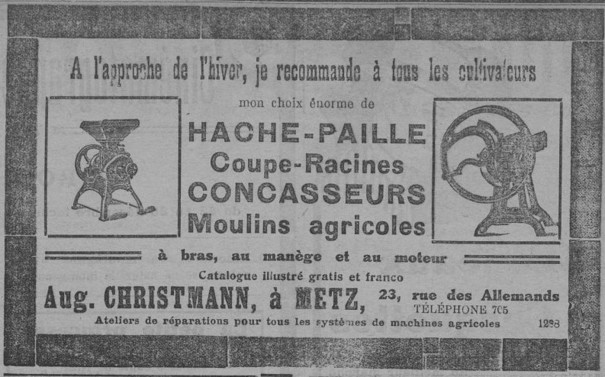 A l'approche de l'hiver, je recommande à tous les cultivateurs
mon choix énorme de
HACHE-PAILLE
Coupe-Racines
CONCASSEURS
Moulins agricoles
à bras, au manège et au moteur
Catalogue illustré gratis et franco
Aug. CHRISTMANN, à METZ, 23, rue des Allemands
TÉLÉPHONE 705
Ateliers de réparations pour tous les systèmes de machines agricoles 1288